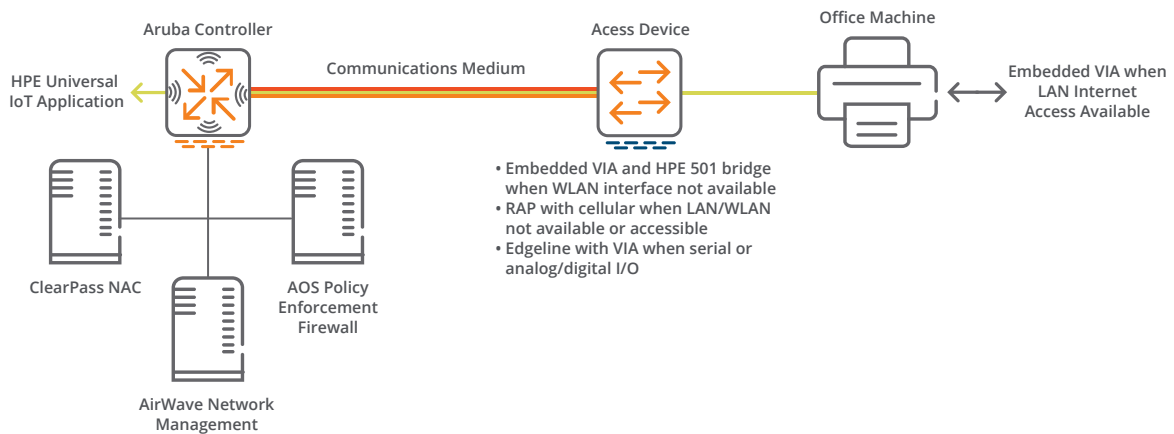 Aruba Controller
Acess Device
Office Machine
HPE Universal
IoT Application
Communications Medium
Embedded VIA when
LAN Internet
Access Available
• Embedded VIA and HPE 501 bridge
when WLAN interface not available
• RAP with cellular when LAN/WLAN
not available or accessible
• Edgeline with VIA when serial or
analog/digital I/O
ClearPass NAC
AOS Policy
Enforcement
Firewall
AirWave Network
Management